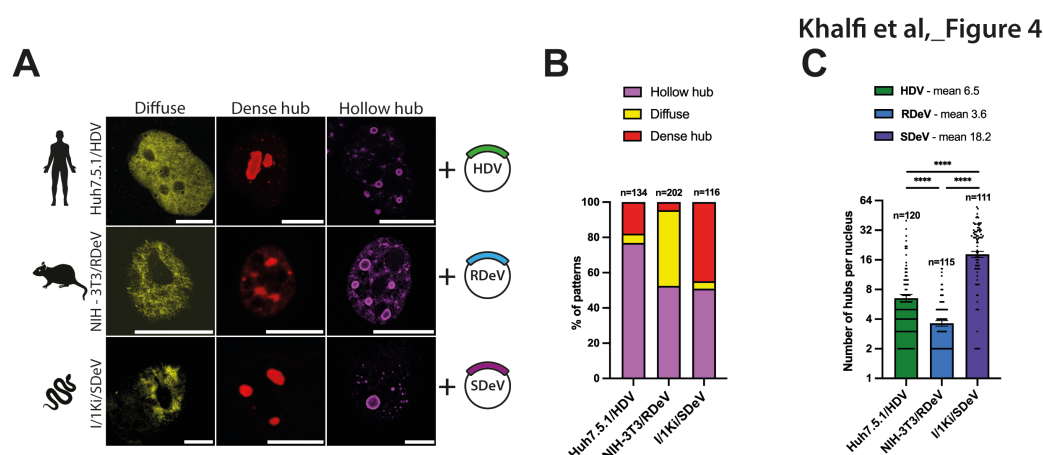 Khalfi et al,_Figure 4
A
Diffuse Dense hub Hollow hub
Huh7.5.1/HDV
+ HDV
NIH - 3T3/RDeV
+ RDeV
I/1Ki/SDeV
+ SDeV
B
Hollow hub
Diffuse
Dense hub
n=134 n=202 n=116
% of patterns
100
80
60
40
20
0
Huh7.5.1/HDV
NIH-3T3/RDeV
I/1Ki/SDeV
C
HDV - mean 6.5
RDeV - mean 3.6
SDeV - mean 18.2
****
**** ****
n=120
n=115
n=111
Number of hubs per nucleus
64
32
16
8
4
2
1
Huh7.5.1/HDV
NIH-3T3/RDeV
I/1Ki/SDeV